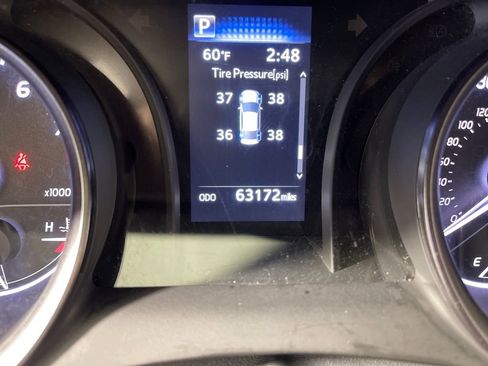 P
60°F 2:48
Tire Pressure[psi]
37 38
36 38
ODO 63172 miles
6
x1000
H
120
100
80
60
40
20
0
E